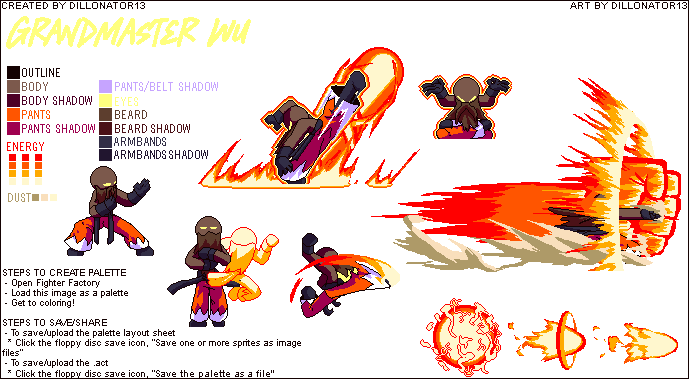 CREATED BY DILLONATOR13
ART BY DILLONATOR13
GRANDMASTER WU
OUTLINE
BODY
BODY SHADOW
PANTS
PANTS SHADOW
PANTS/BELT SHADOW
EYES
BEARD
BEARD SHADOW
ARMBANDS
ARMBANDS SHADOW
ENERGY
DUST
STEPS TO CREATE PALETTE
- Open Fighter Factory
- Load this image as a palette
- Get to coloring!
STEPS TO SAVE/SHARE
- To save/upload the palette layout sheet
* Click the floppy disc save icon, "Save one or more sprites as image
files"
- To save/upload the .act
* Click the floppy disc save icon, "Save the palette as a file"